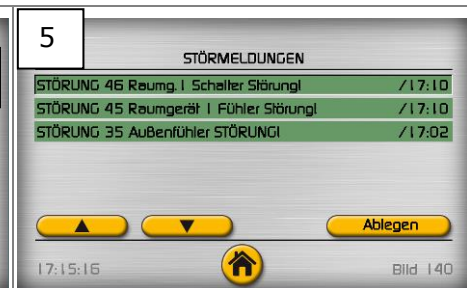 5
STÖRMELDUNGEN
STÖRUNG 46 Raumg. 1 Schalter Störung! /17:10
STÖRUNG 45 Raumgerät 1 Fühler Störung! /17:10
STÖRUNG 35 Außenfühler STÖRUNG! /17:02
Ablegen
17:15:16
Bild 140